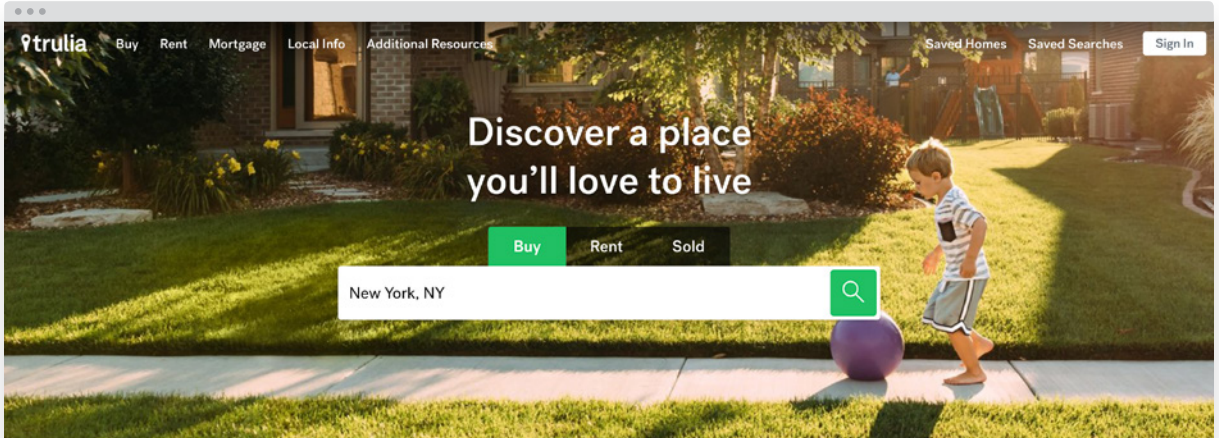 trulia Buy Rent Mortgage Local Info Additional Resources Saved Homes Saved Searches Sign In
Discover a place
you'll love to live
Buy Rent Sold
New York, NY